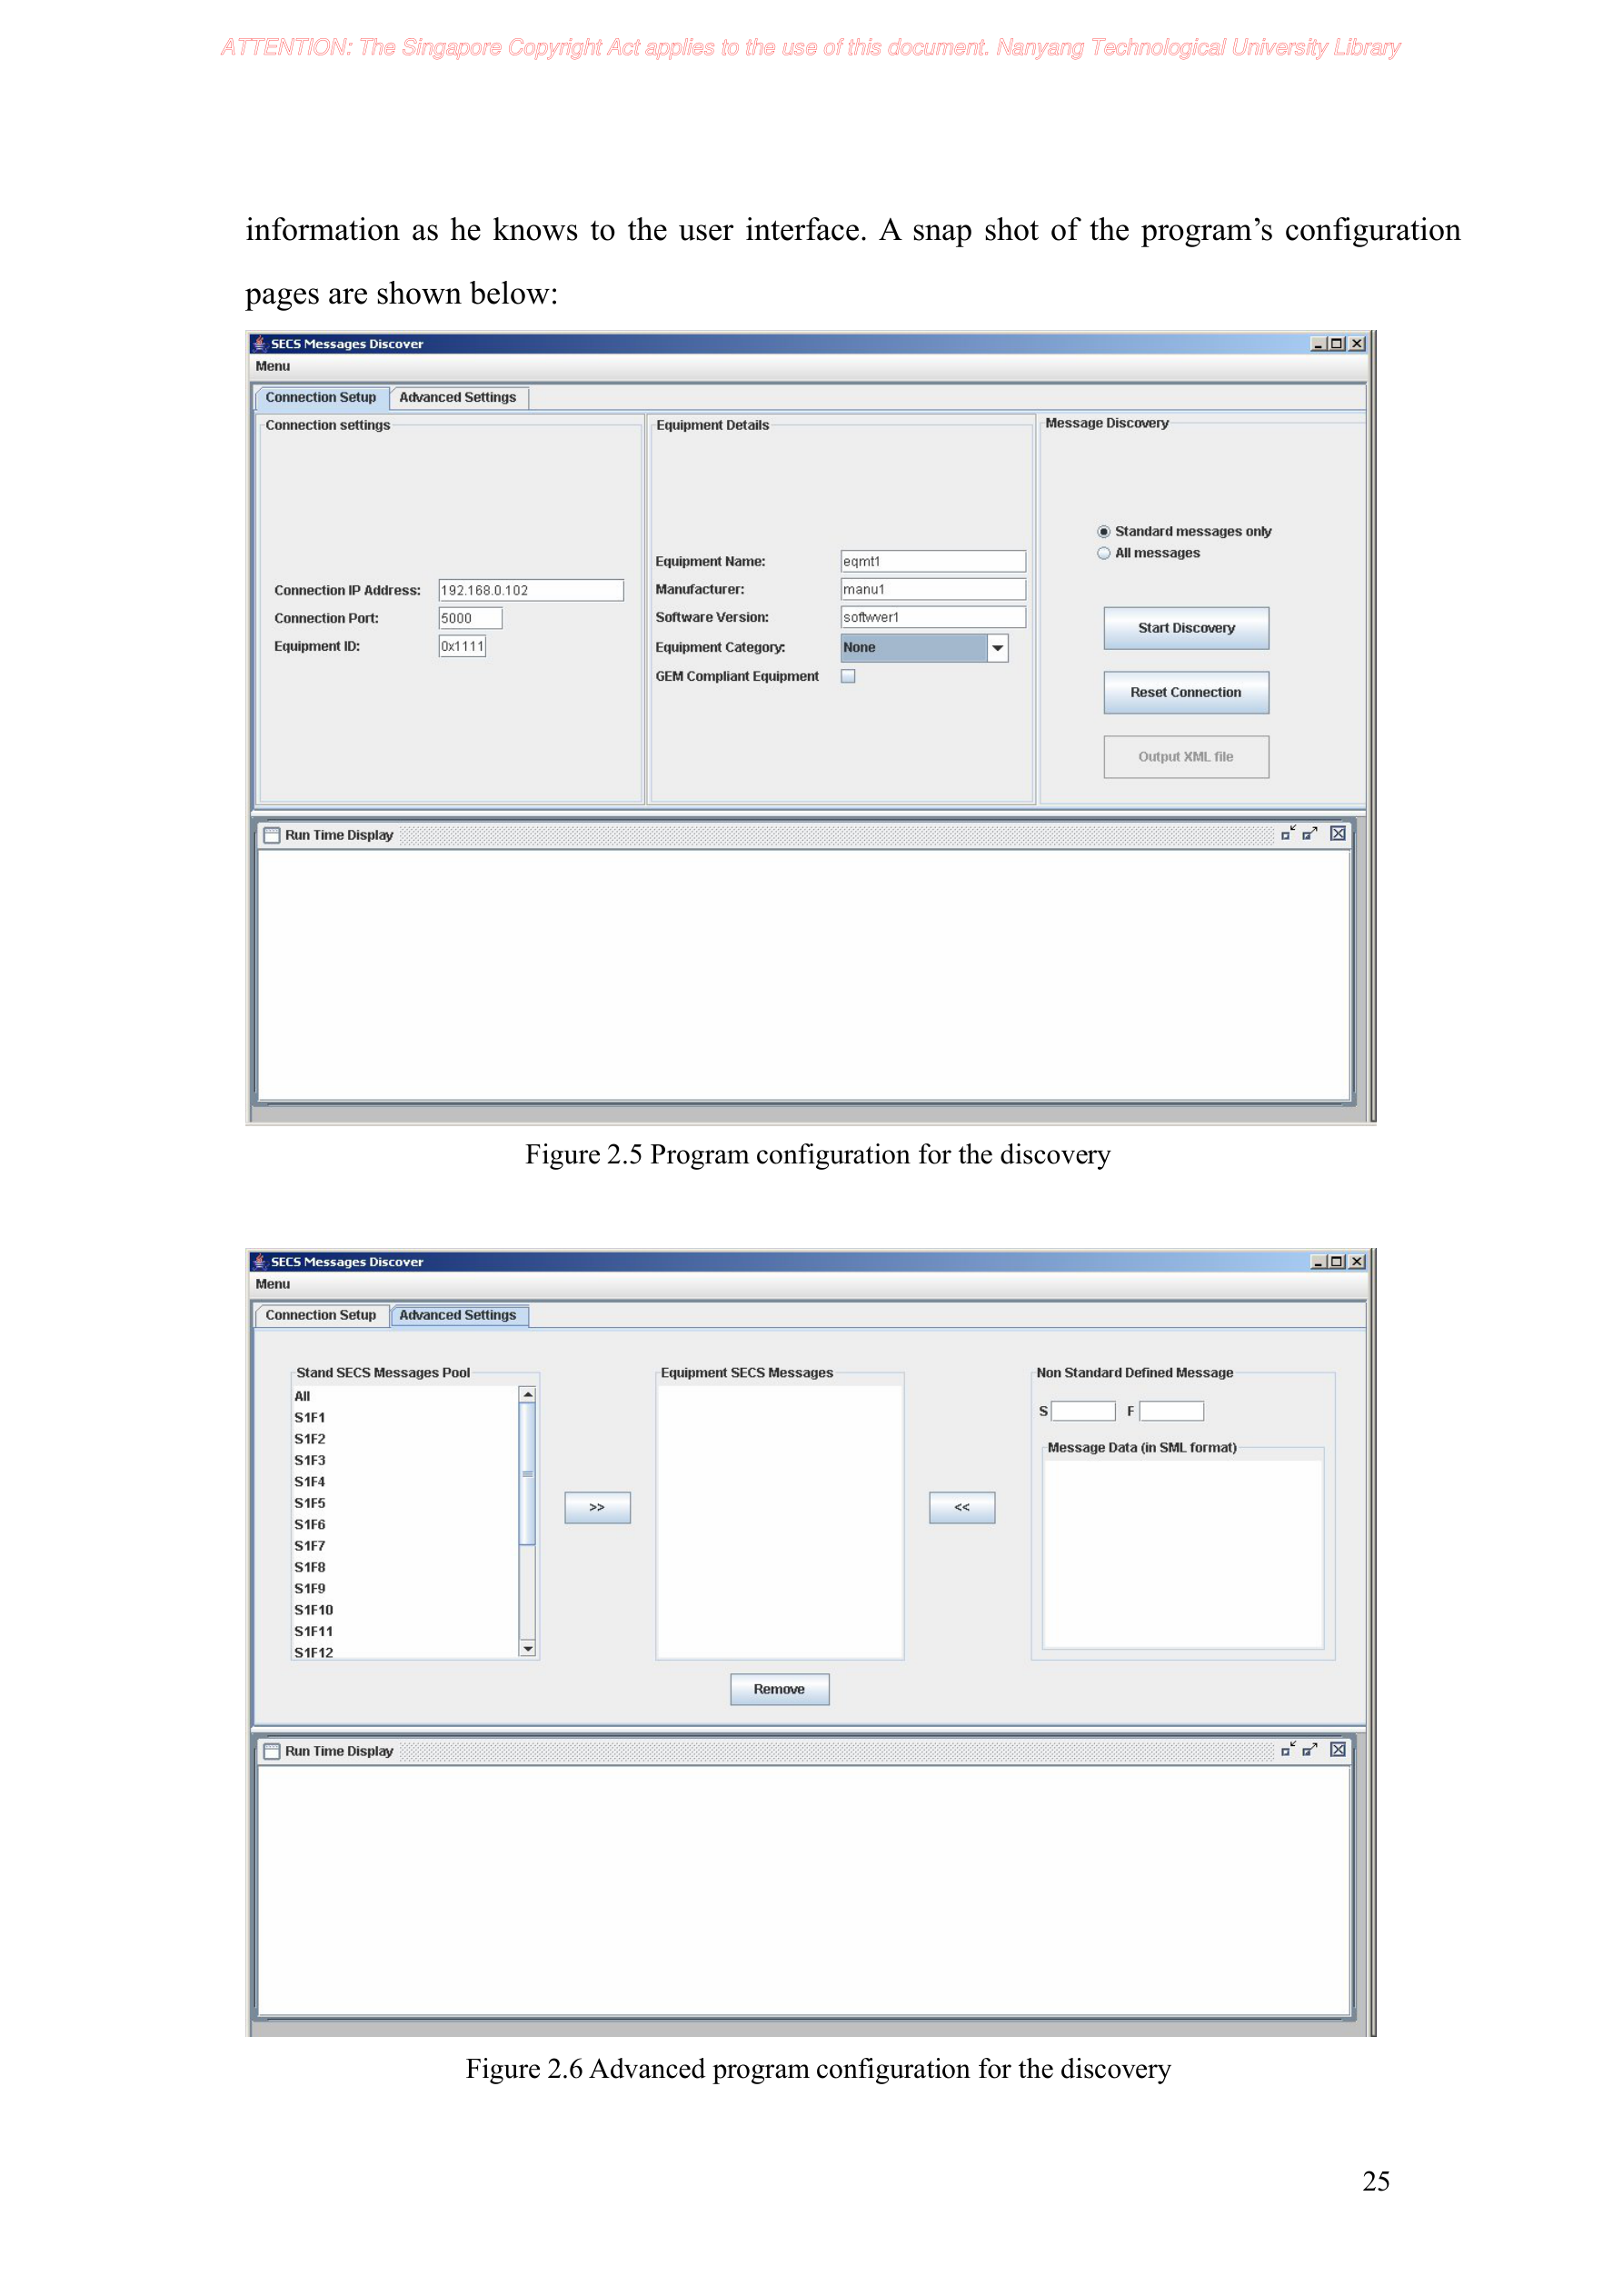 ATTENTION: The Singapore Copyright Act applies to the use of this document. Nanyang Technological University Library
information as he knows to the user interface. A snap shot of the program’s configuration
pages are shown below:
SECS Messages Discover
Menu
Connection Setup
Advanced Settings
Connection settings
Connection IP Address: 192.168.0.102
Connection Port: 5000
Equipment ID: 0x1111
Equipment Details
Equipment Name: eqmt1
Manufacturer: manu1
Software Version: softwver1
Equipment Category: None
GEM Compliant Equipment
Message Discovery
Standard messages only
All messages
Start Discovery
Reset Connection
Output XML file
Run Time Display
Figure 2.5 Program configuration for the discovery
SECS Messages Discover
Menu
Connection Setup
Advanced Settings
Stand SECS Messages Pool
All
S1F1
S1F2
S1F3
S1F4
S1F5
S1F6
S1F7
S1F8
S1F9
S1F10
S1F11
S1F12
>>
Equipment SECS Messages
Remove
<<
Non Standard Defined Message
S F
Message Data (in SML format)
Run Time Display
Figure 2.6 Advanced program configuration for the discovery
25